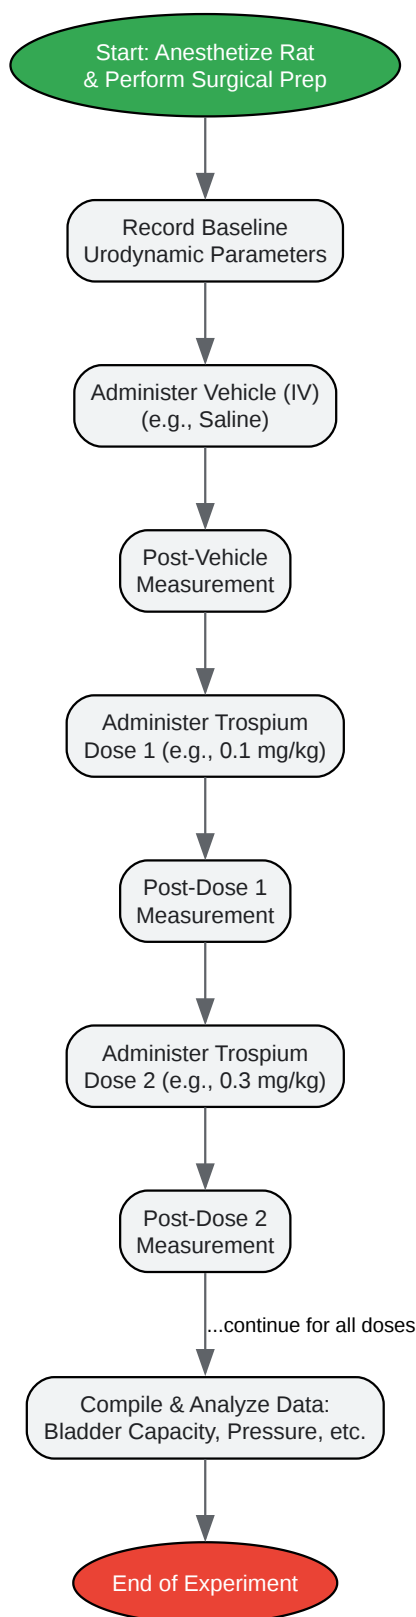 Start: Anesthetize Rat
& Perform Surgical Prep
Record Baseline
Urodynamic Parameters
Administer Vehicle (IV)
(e.g., Saline)
Post-Vehicle
Measurement
Administer Trospium
Dose 1 (e.g., 0.1 mg/kg)
Post-Dose 1
Measurement
Administer Trospium
Dose 2 (e.g., 0.3 mg/kg)
Post-Dose 2
Measurement
...continue for all doses
Compile & Analyze Data:
Bladder Capacity, Pressure, etc.
End of Experiment